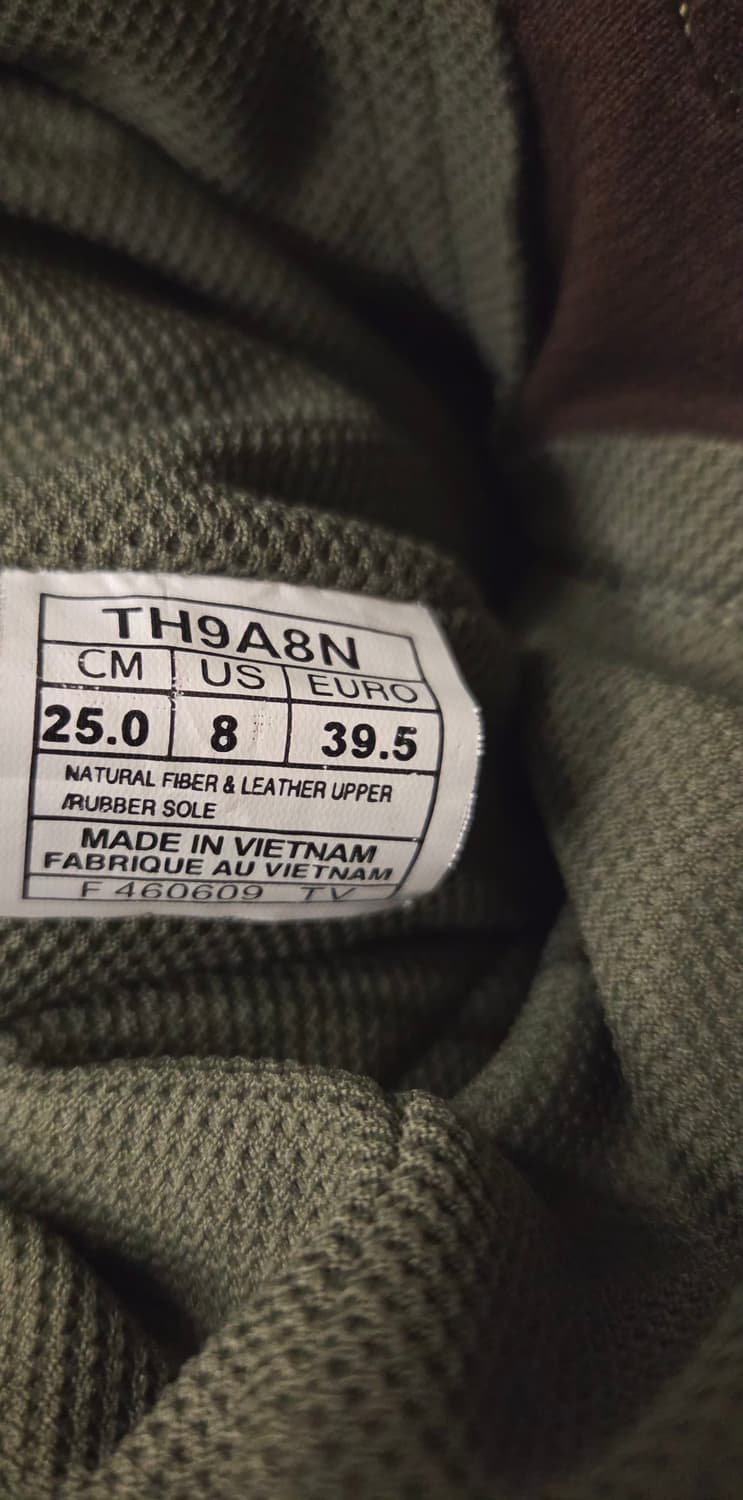 TH9A8N
CM US EURO
25.0 8 39.5
NATURAL FIBER & LEATHER UPPER
/RUBBER SOLE
MADE IN VIETNAM
FABRIQUE AU VIETNAM
F 460609 TV